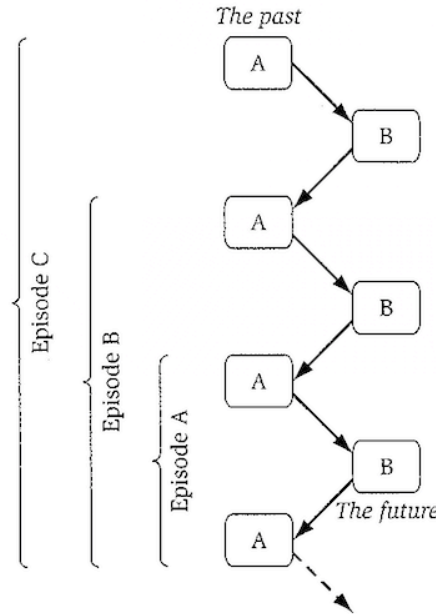 The past
A
B
A
B
A
B
The future
A
Episode C
Episode B
Episode A